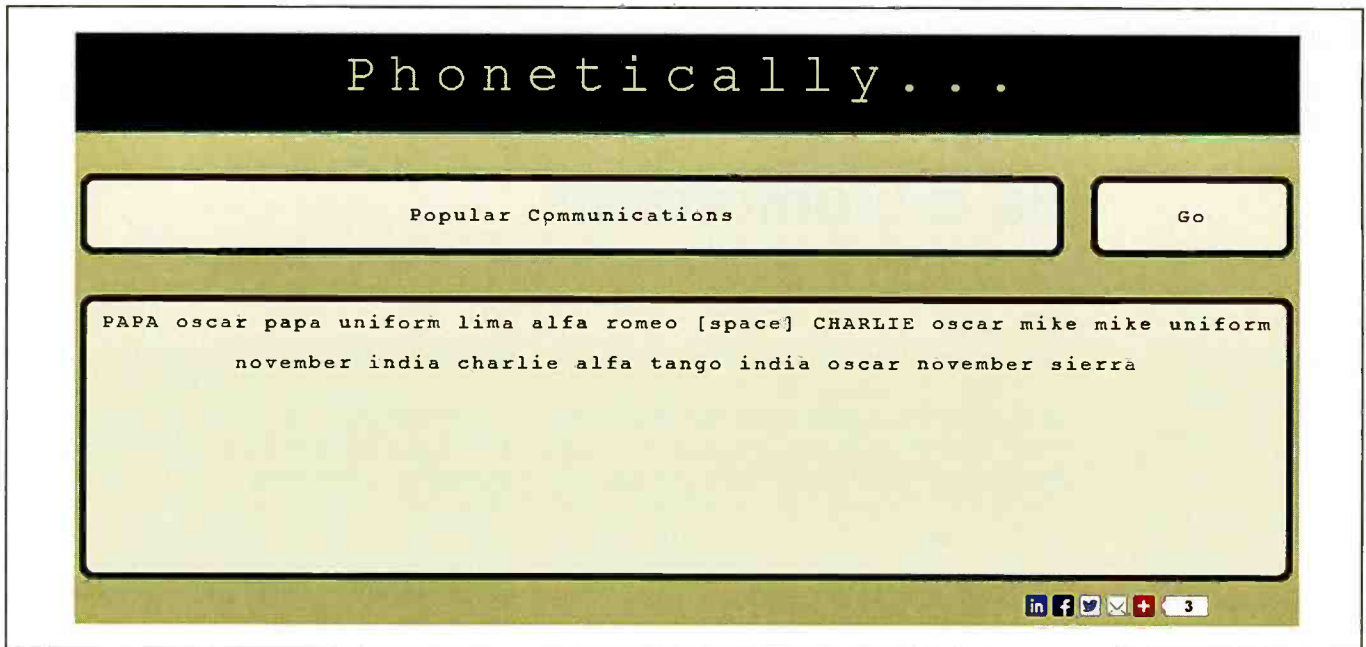 Phonetically...
Popular Communications
Go
PAPA oscar papa uniform lima alfa romeo [space] CHARLIE oscar mike mike uniform
november india charlie alfa tango india oscar november sierra
in f + 3